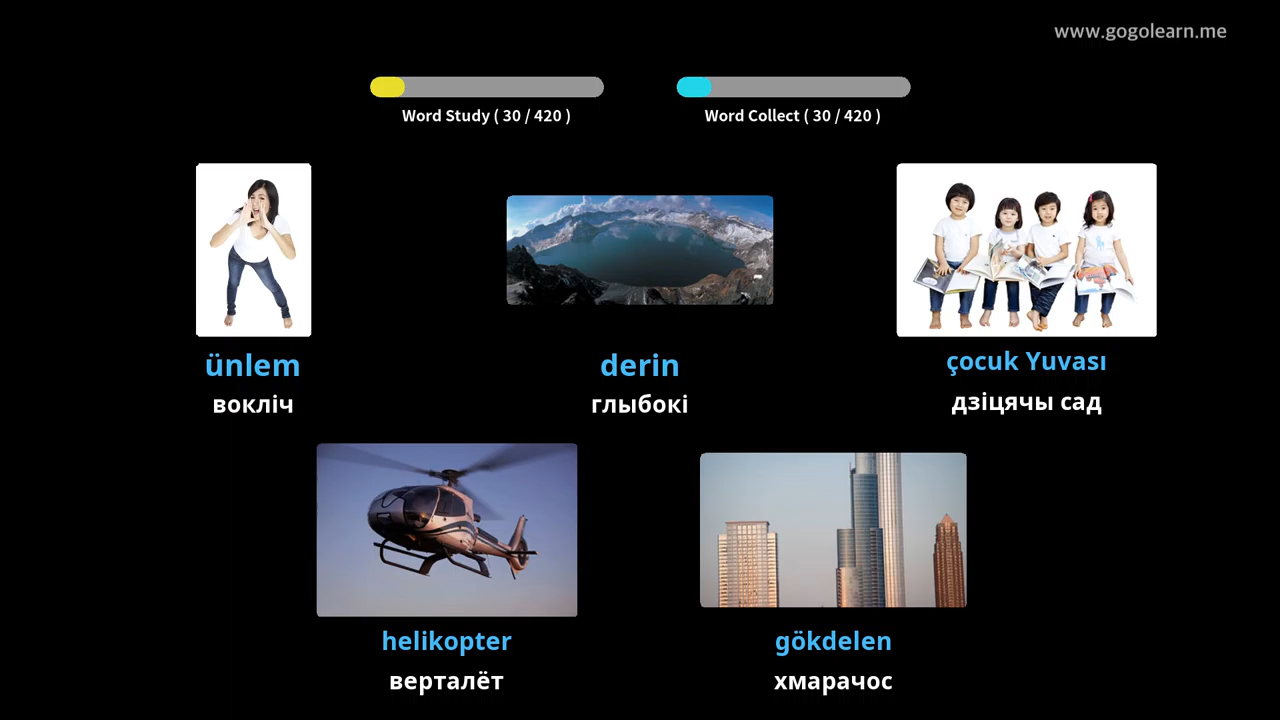 www.gogolearn.me
Word Study ( 30 / 420 )
Word Collect ( 30 / 420 )
ünlem
вокліч
derin
глыбокі
çocuk Yuvası
дзіцячы сад
helikopter
верталёт
gökdelen
хмарачос